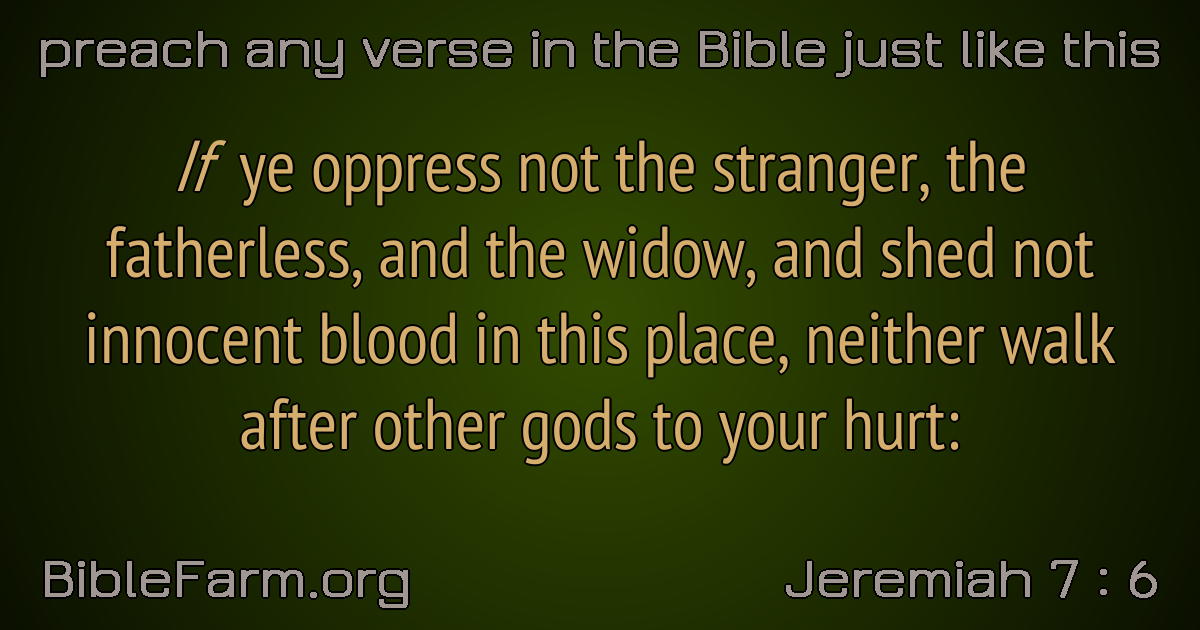 preach any verse in the Bible just like this
If ye oppress not the stranger, the
fatherless, and the widow, and shed not
innocent blood in this place, neither walk
after other gods to your hurt:
BibleFarm.org
Jeremiah 7 : 6